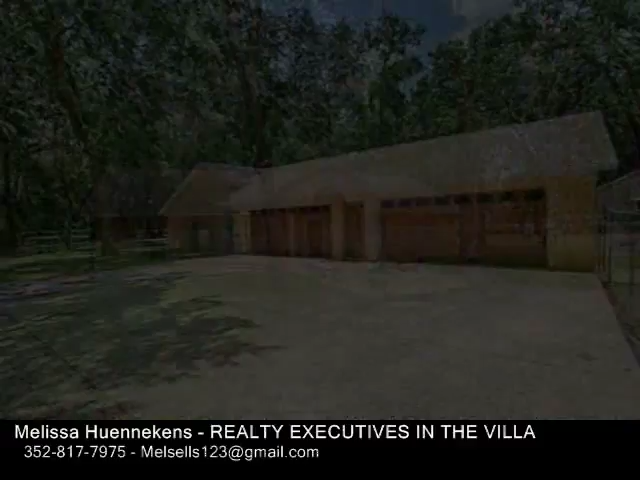 Melissa Huennekens - REALTY EXECUTIVES IN THE VILLA
352-817-7975 - Melsells123@gmail.com